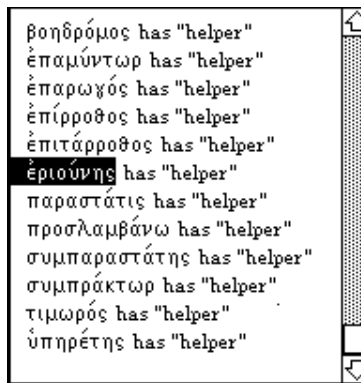 βοηδρόμος has "helper"
ἐπαμύντωρ has "helper"
ἐπαρωγός has "helper"
ἐπίρροθος has "helper"
ἐπιτάρροθος has "helper"
ἐριούνης has "helper"
παραστάτις has "helper"
προσλαμβάνω has "helper"
συμπαραστάτης has "helper"
συμπράκτωρ has "helper"
τιμωρός has "helper"
ὑπηρέτης has "helper"